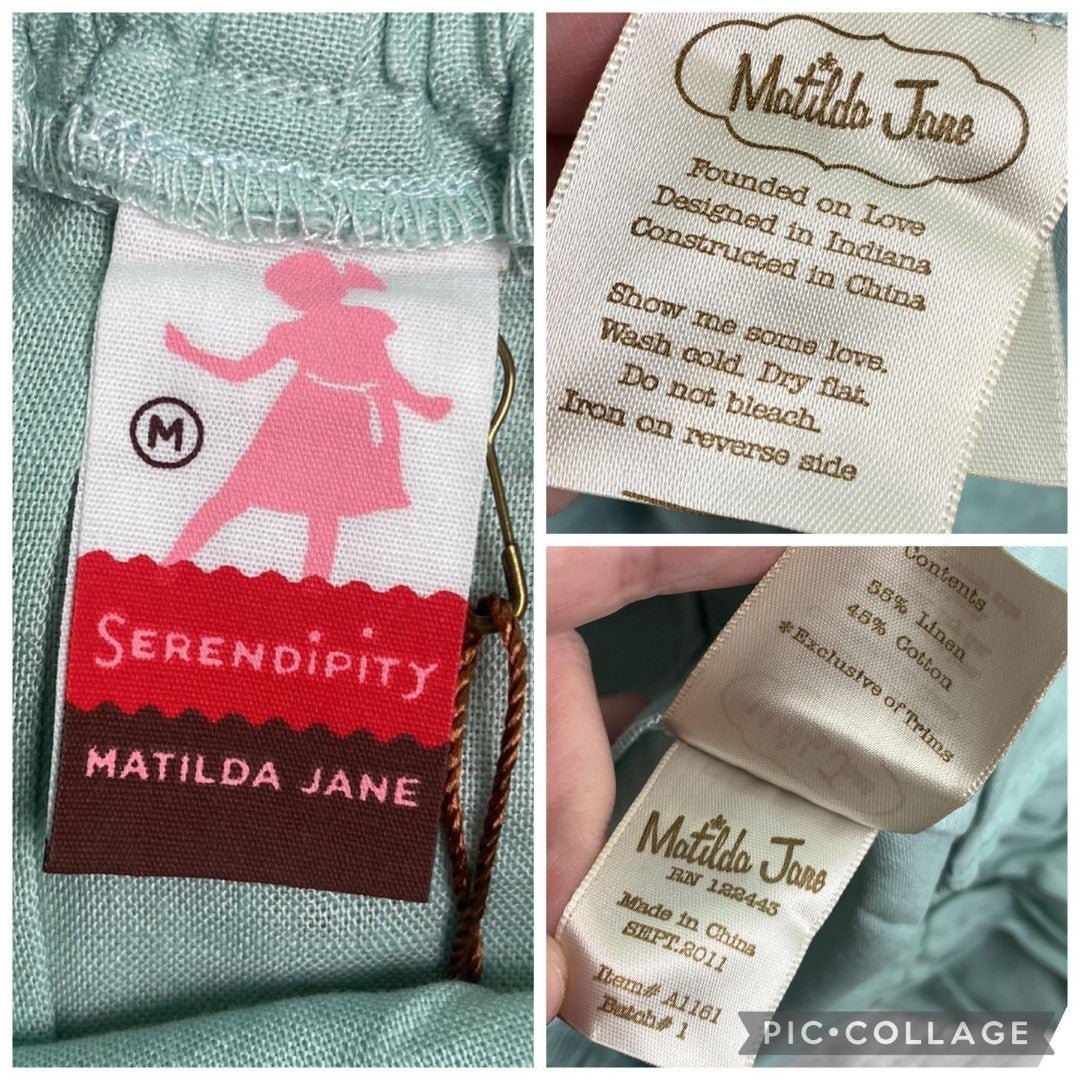 M
SERENDIPITY
MATILDA JANE
Matilda Jane
Founded on Love
Designed in Indiana
Constructed in China
Show me some love.
Wash cold. Dry flat.
Do not bleach.
Iron on reverse side
Contents
55% Linen
45% Cotton
*Exclusive of Trims
Matilda Jane
RN 122443
Made in China
SEPT.2011
Item# A1161
Batch# 1
PIC•COLLAGE